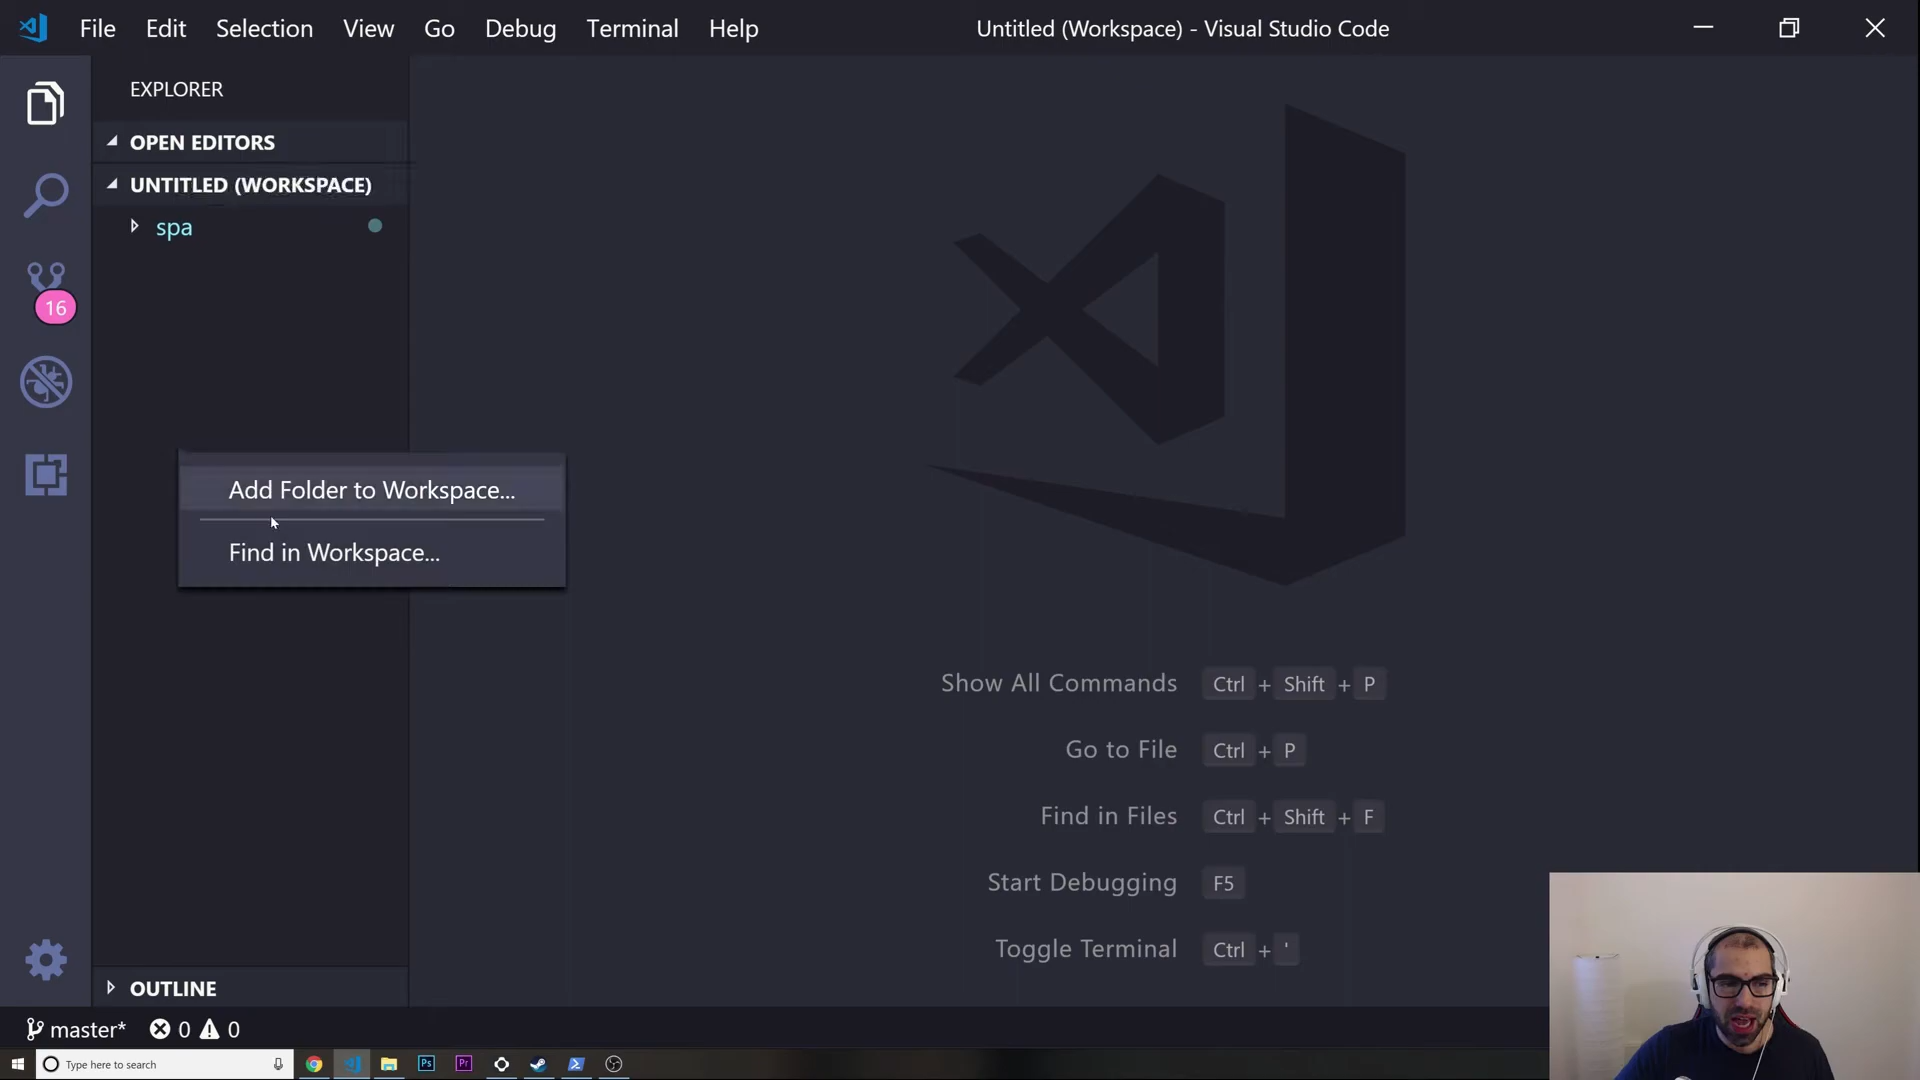 File Edit Selection View Go Debug Terminal Help
Untitled (Workspace) - Visual Studio Code
EXPLORER
OPEN EDITORS
UNTITLED (WORKSPACE)
spa
16
Add Folder to Workspace...
Find in Workspace...
Show All Commands Ctrl + Shift + P
Go to File Ctrl + P
Find in Files Ctrl + Shift + F
Start Debugging F5
Toggle Terminal Ctrl + '
OUTLINE
master* 0 0
Type here to search
Ps
Pr